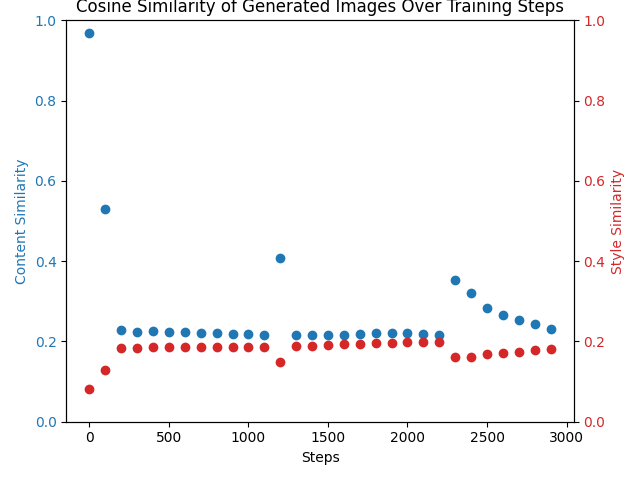 Cosine Similarity of Generated Images Over Training Steps
1.0
0.8
0.6
0.4
0.2
0.0
Content Similarity
1.0
0.8
0.6
0.4
0.2
0.0
Style Similarity
0 500 1000 1500 2000 2500 3000
Steps